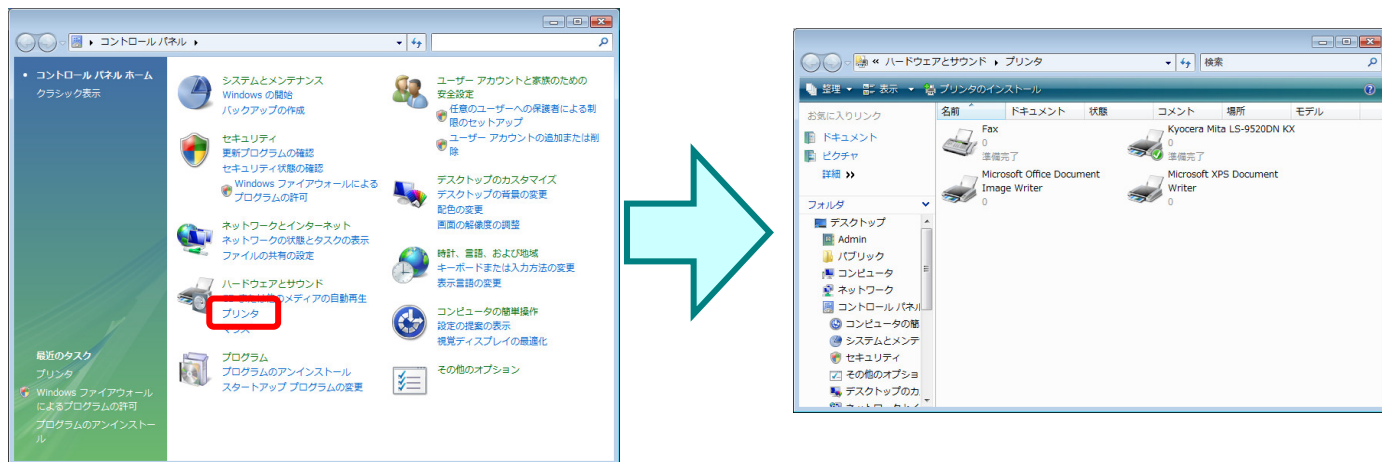 コントロール パネル
コントロール パネル ホーム
クラシック表示
システムとメンテナンス
Windows の開始
バックアップの作成
セキュリティ
更新プログラムの確認
セキュリティ状態の確認
Windows ファイアウォールによる
プログラムの許可
ネットワークとインターネット
ネットワークの状態とタスクの表示
ファイルの共有の設定
ハードウェアとサウンド
メディアの自動再生
プリンタ
プログラム
プログラムのアンインストール
スタートアップ プログラムの変更
ユーザー アカウントと家族のための
安全設定
任意のユーザーへの保護者による制
限のセットアップ
ユーザー アカウントの追加または削
除
デスクトップのカスタマイズ
デスクトップの背景の変更
配色の変更
画面の解像度の調整
時計、言語、および地域
キーボードまたは入力方法の変更
表示言語の変更
コンピュータの簡単操作
設定の提案の表示
視覚ディスプレイの最適化
その他のオプション
最近のタスク
プリンタ
Windows ファイアウォール
によるプログラムの許可
プログラムのアンインストー
ル
« ハードウェアとサウンド プリンタ
検索
整理 表示 プリンタのインストール
お気に入りリンク
ドキュメント
ピクチャ
詳細 »
フォルダ
デスクトップ
Admin
パブリック
コンピュータ
ネットワーク
コントロール パネル
コンピュータの簡
システムとメンテ
セキュリティ
その他のオプショ
デスクトップのカ
名前 ドキュメント 状態 コメント 場所 モデル
Fax
0
準備完了
Kyocera Mita LS-9520DN KX
0
準備完了
Microsoft Office Document
Image Writer
0
Microsoft XPS Document
Writer
0